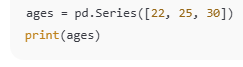 ages = pd.Series([22, 25, 30])
print(ages)